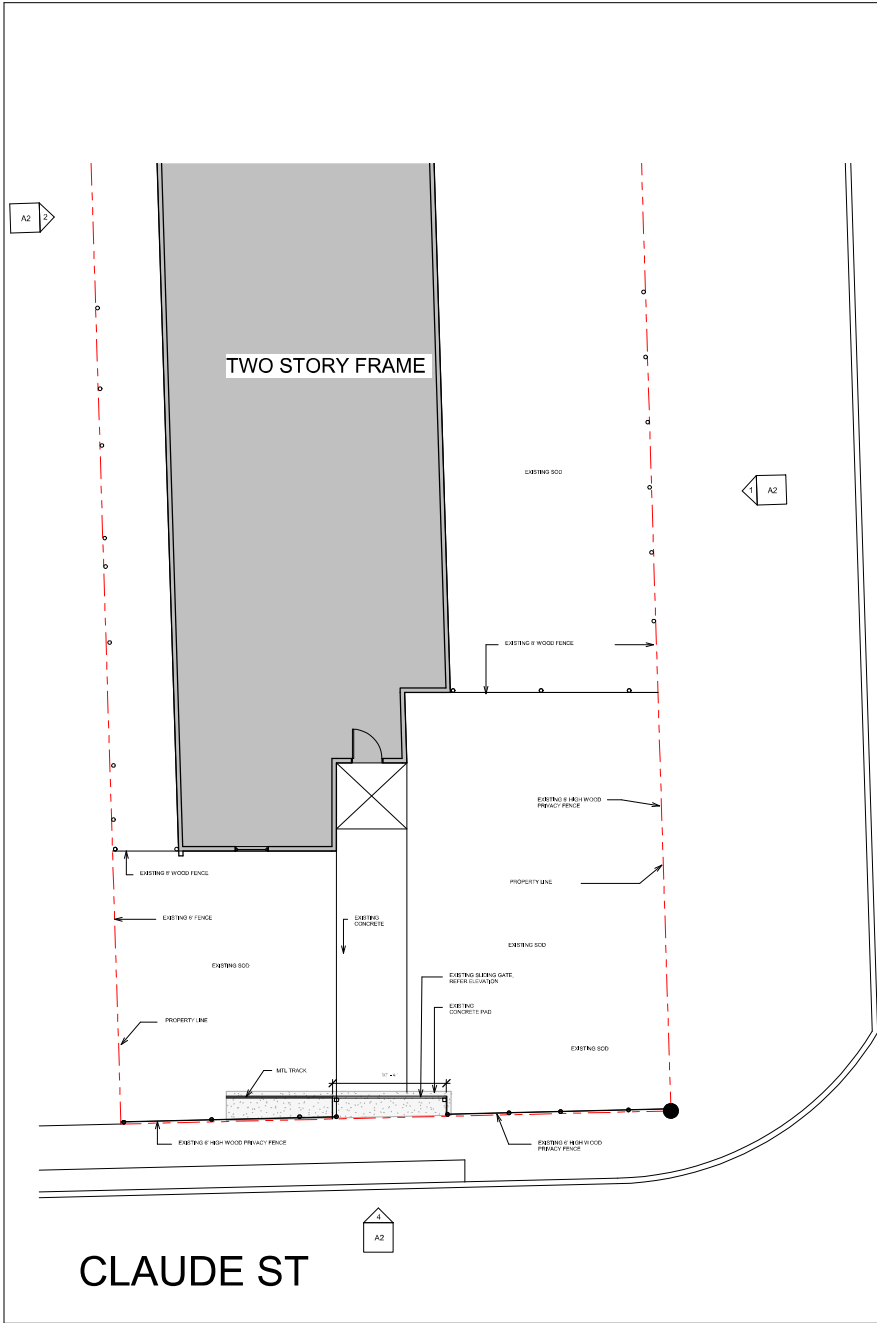 A2 2
TWO STORY FRAME
EXISTING SOD
1 A2
EXISTING 6' WOOD FENCE
EXISTING 6' HIGH WOOD
PRIVACY FENCE
EXISTING 6' WOOD FENCE
PROPERTY LINE
EXISTING 6' FENCE
EXISTING
CONCRETE
EXISTING SOD
EXISTING SOD
EXISTING SLIDING GATE,
REFER ELEVATION
EXISTING
CONCRETE PAD
PROPERTY LINE
EXISTING SOD
MTL TRACK
EXISTING 6' HIGH WOOD PRIVACY FENCE
EXISTING 6' HIGH WOOD
PRIVACY FENCE
4
A2
CLAUDE ST